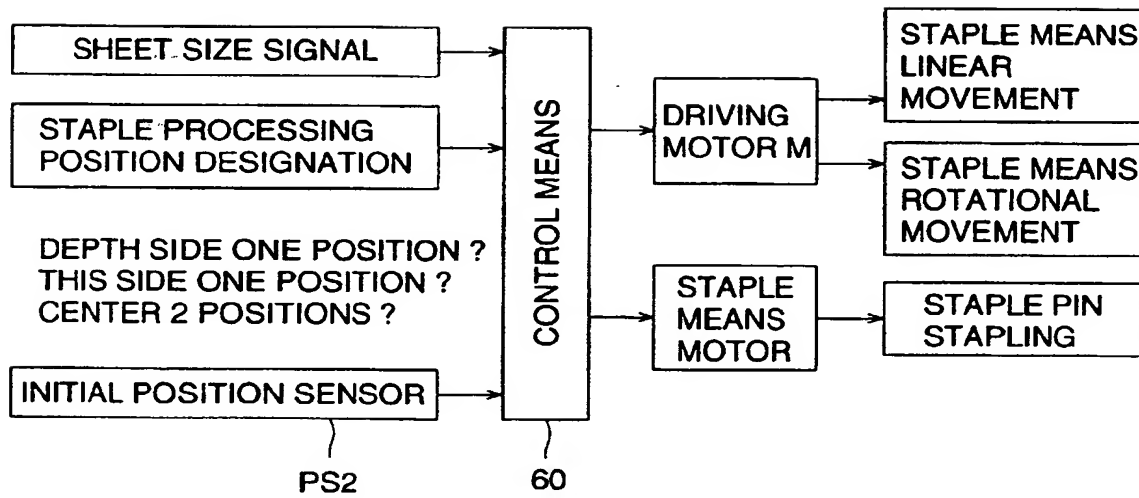 SHEET SIZE SIGNAL
STAPLE PROCESSING
POSITION DESIGNATION
DEPTH SIDE ONE POSITION ?
THIS SIDE ONE POSITION ?
CENTER 2 POSITIONS ?
INITIAL POSITION SENSOR
PS2
CONTROL MEANS
60
DRIVING
MOTOR M
STAPLE
MEANS
MOTOR
STAPLE MEANS
LINEAR
MOVEMENT
STAPLE MEANS
ROTATIONAL
MOVEMENT
STAPLE PIN
STAPLING